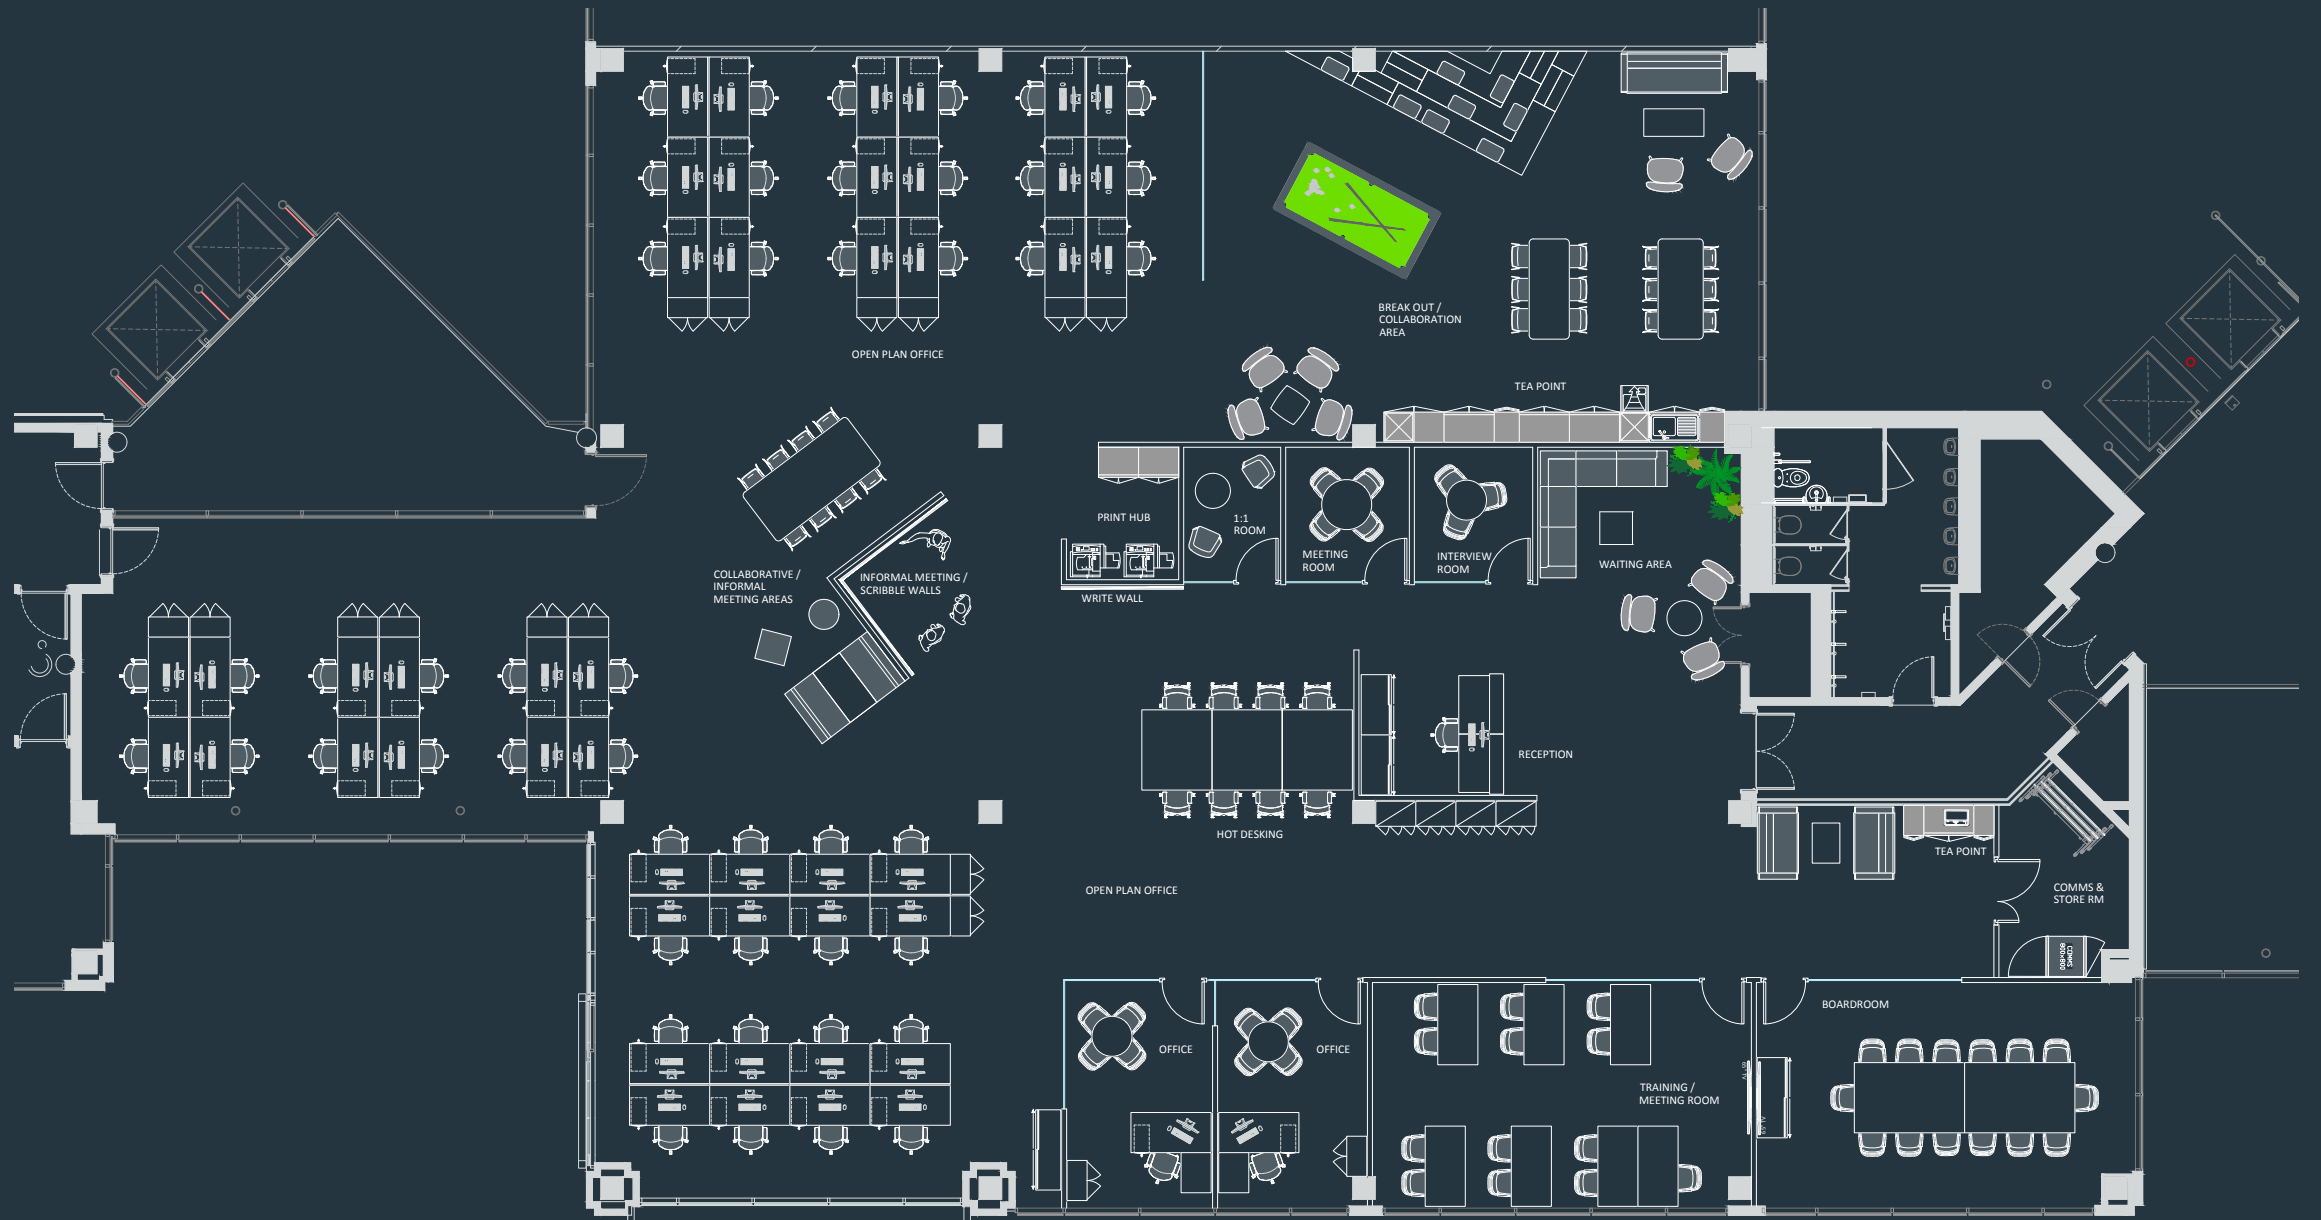 BREAK OUT /
COLLABORATION
AREA
OPEN PLAN OFFICE
TEA POINT
PRINT HUB
1:1
ROOM
MEETING
ROOM
INTERVIEW
ROOM
WAITING AREA
WRITE WALL
COLLABORATIVE /
INFORMAL
MEETING AREAS
INFORMAL MEETING /
SCRIBBLE WALLS
RECEPTION
HOT DESKING
TEA POINT
OPEN PLAN OFFICE
COMMS &
STORE RM
COMMS
800x800
BOARDROOM
OFFICE
OFFICE
TRAINING /
MEETING ROOM